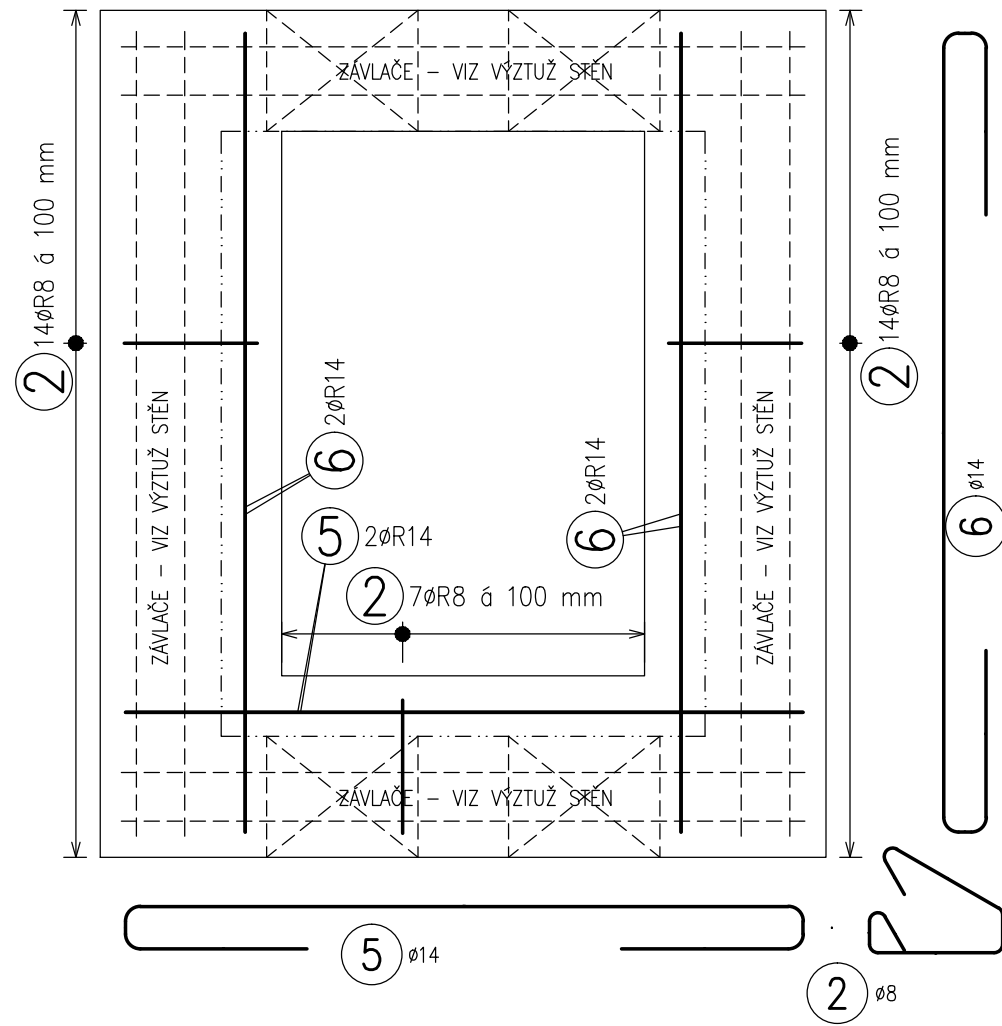 ZÁVLAČE – VIZ VÝZTUŽ STĚN
2 14øR8 á 100 mm
2 14øR8 á 100 mm
ZÁVLAČE – VIZ VÝZTUŽ STĚN
6 2øR14
6 2øR14
ZÁVLAČE – VIZ VÝZTUŽ STĚN
6 ø14
5 2øR14
2 7øR8 á 100 mm
ZÁVLAČE – VIZ VÝZTUŽ STĚN
5 ø14
2 ø8